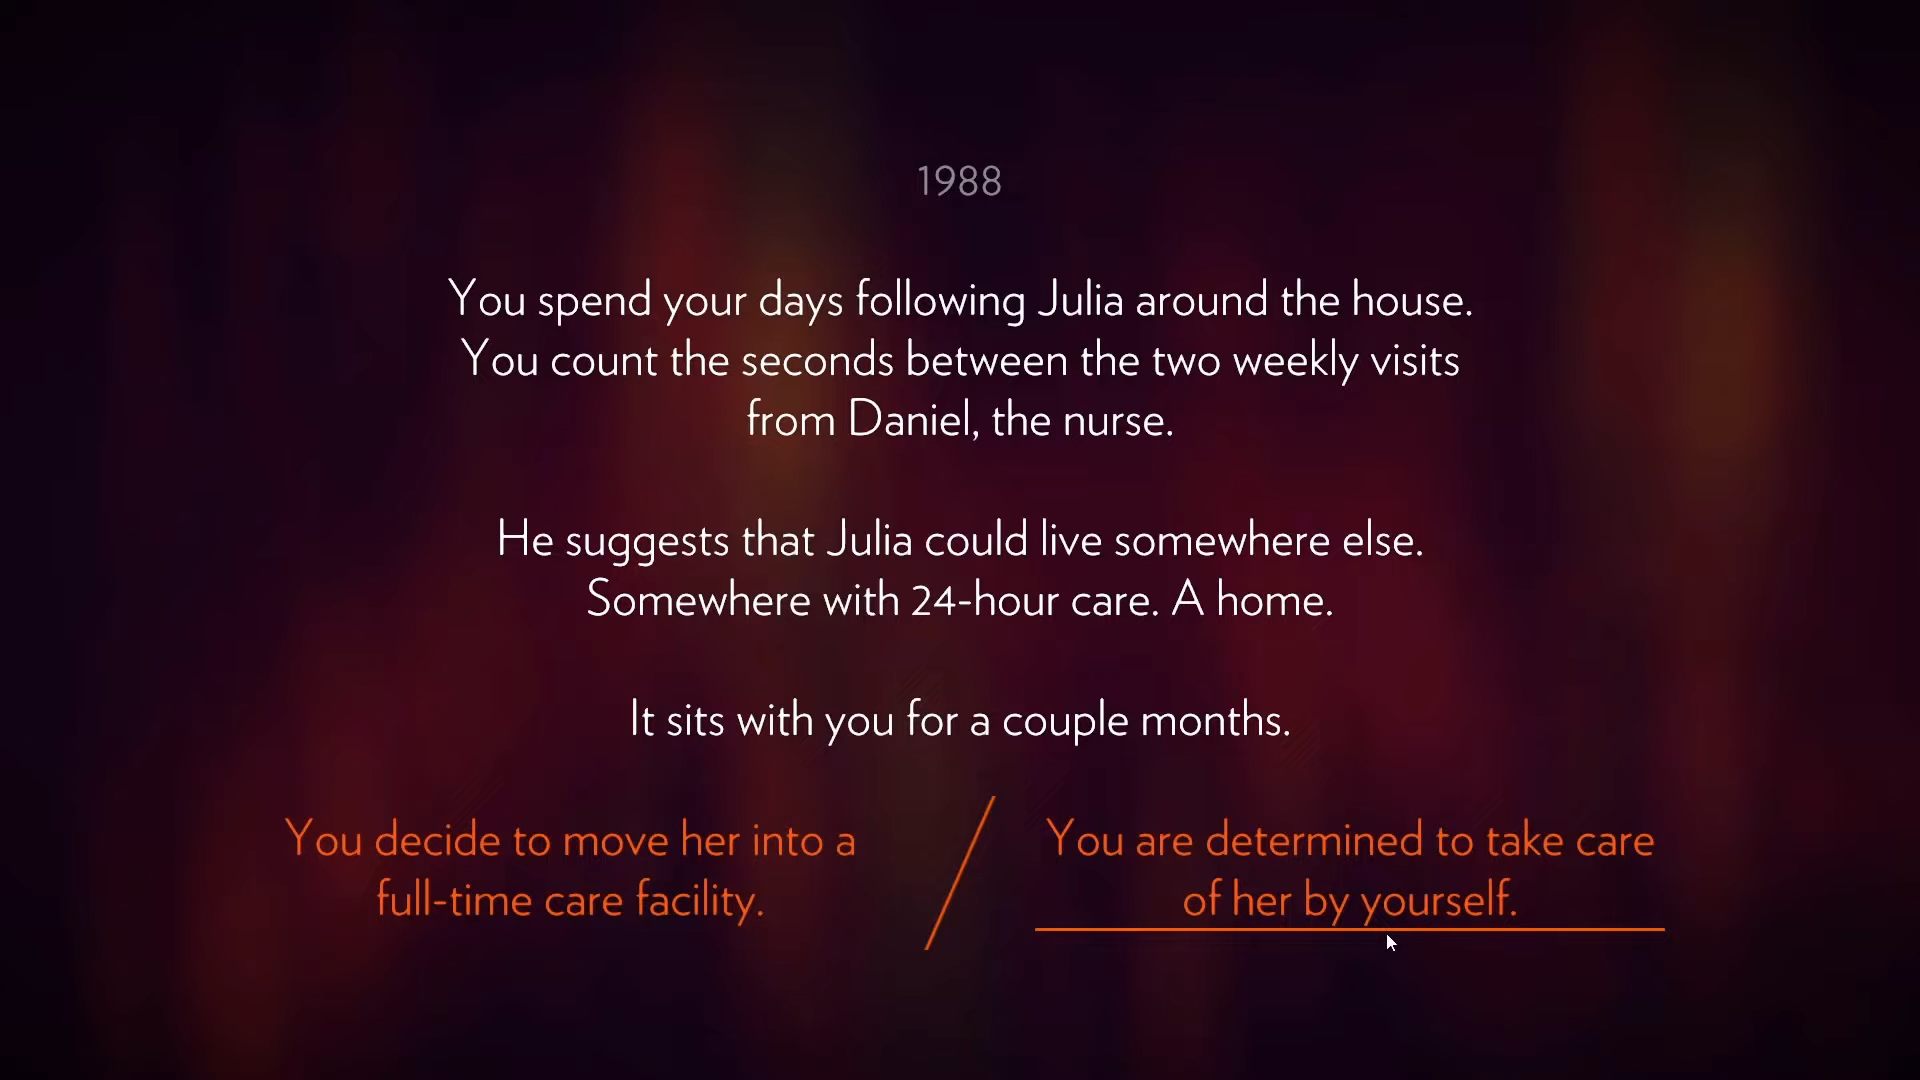 1988
You spend your days following Julia around the house.
You count the seconds between the two weekly visits
from Daniel, the nurse.
He suggests that Julia could live somewhere else.
Somewhere with 24-hour care. A home.
It sits with you for a couple months.
You decide to move her into a
full-time care facility.
You are determined to take care
of her by yourself.